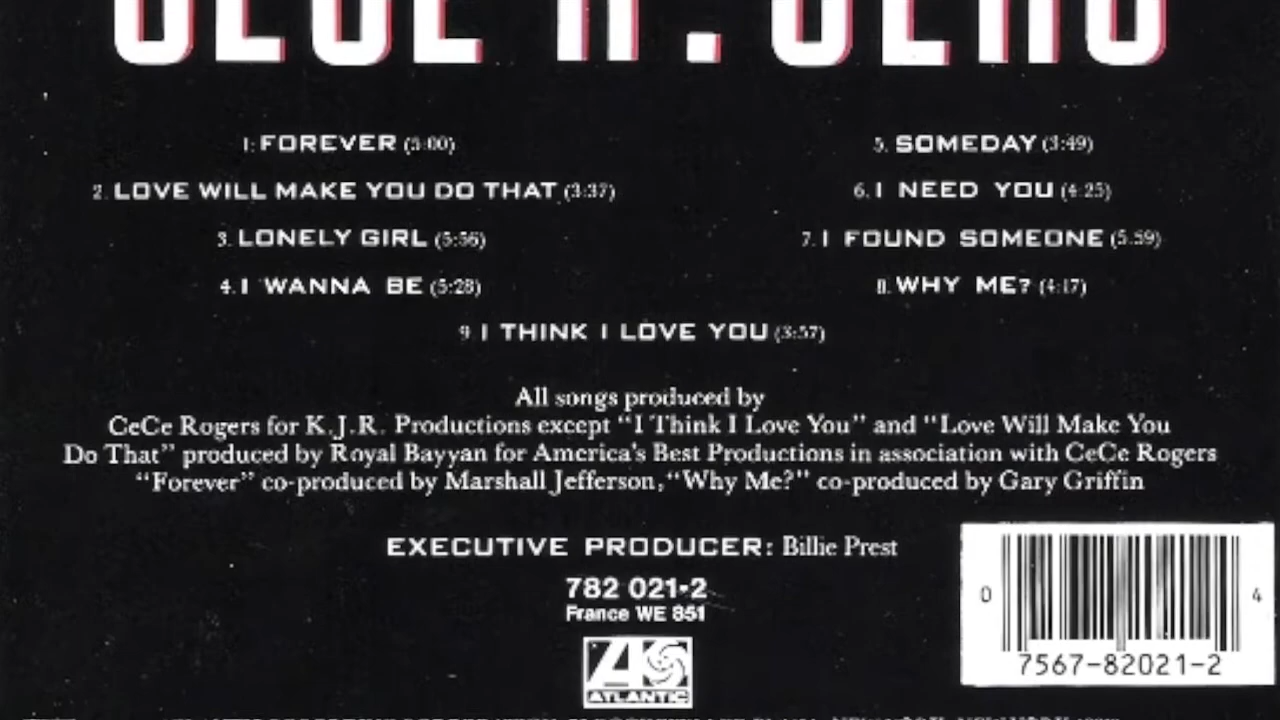 1. FOREVER (5:00)
2. LOVE WILL MAKE YOU DO THAT (3:37)
3. LONELY GIRL (5:56)
4. I WANNA BE (5:28)
5. SOMEDAY (3:49)
6. I NEED YOU (4:25)
7. I FOUND SOMEONE (5:59)
8. WHY ME? (4:17)
9 I THINK I LOVE YOU (3:57)
All songs produced by
CeCe Rogers for K.J.R. Productions except “I Think I Love You” and “Love Will Make You
Do That” produced by Royal Bayyan for America's Best Productions in association with CeCe Rogers
“Forever” co-produced by Marshall Jefferson, “Why Me?” co-produced by Gary Griffin
EXECUTIVE PRODUCER: Billie Prest
782 021-2
France WE 851
ATLANTIC
0 4
7567-82021-2